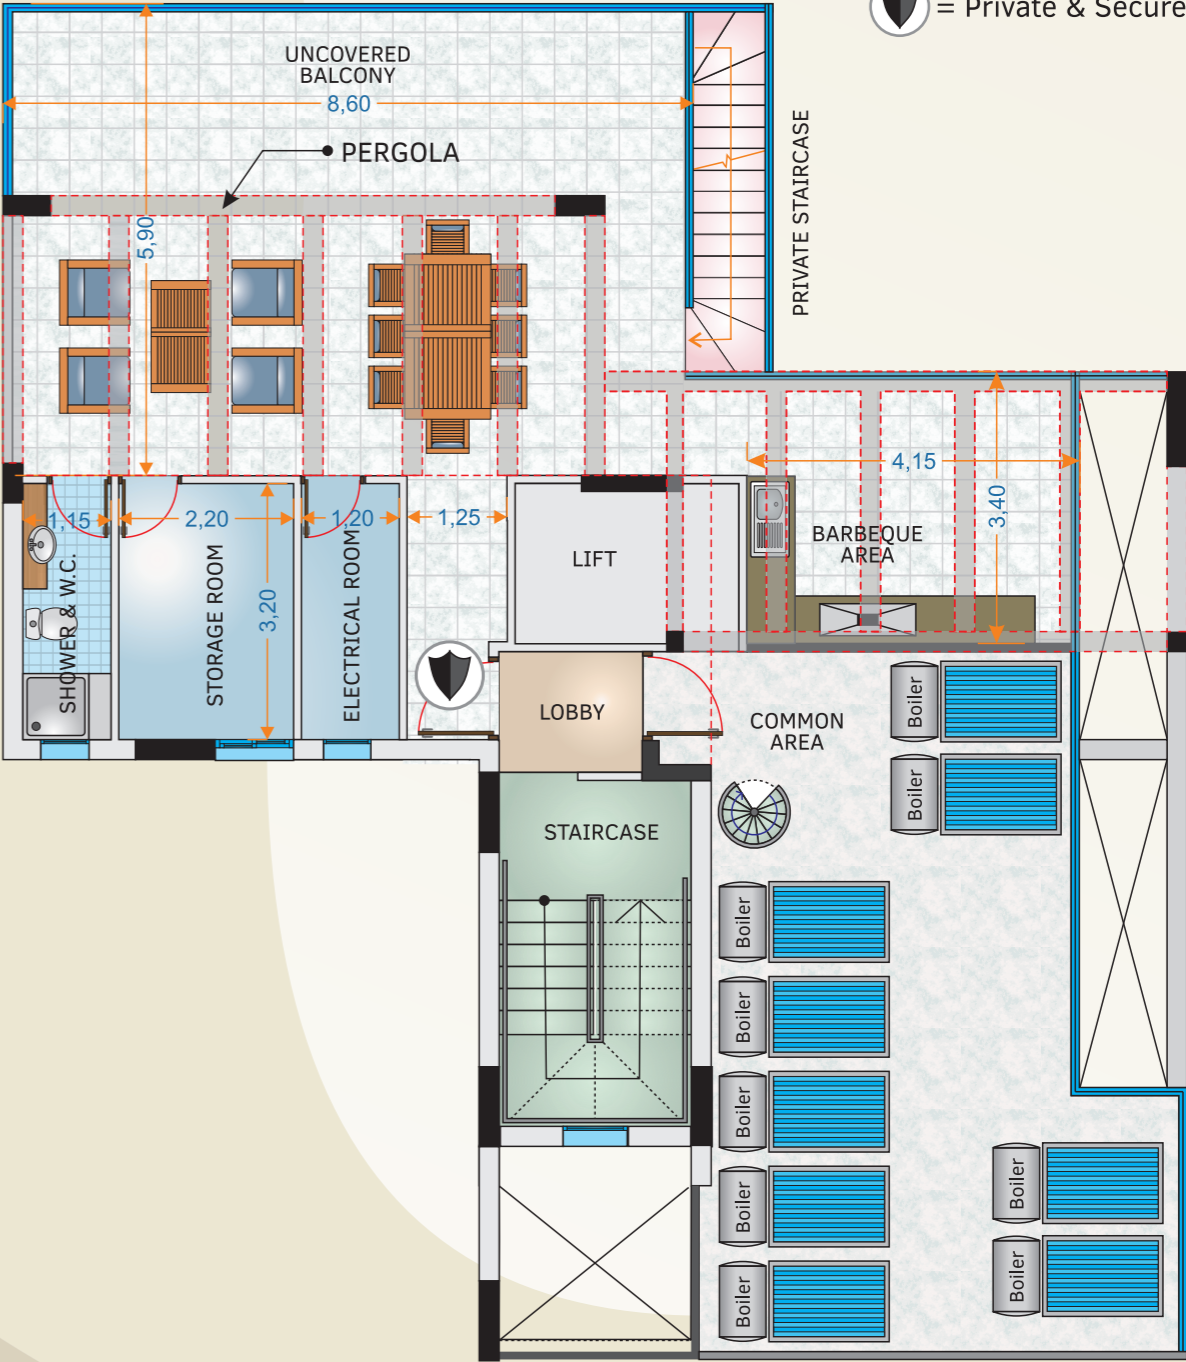 = Private & Secure
UNCOVERED
BALCONY
8,60
PERGOLA
PRIVATE STAIRCASE
5,90
4,15
3,40
1,15
2,20
1,20
1,25
BARBEQUE
AREA
LIFT
SHOWER & W.C.
STORAGE ROOM
3,20
ELECTRICAL ROOM
LOBBY
COMMON
AREA
Boiler
Boiler
STAIRCASE
Boiler
Boiler
Boiler
Boiler
Boiler
Boiler
Boiler